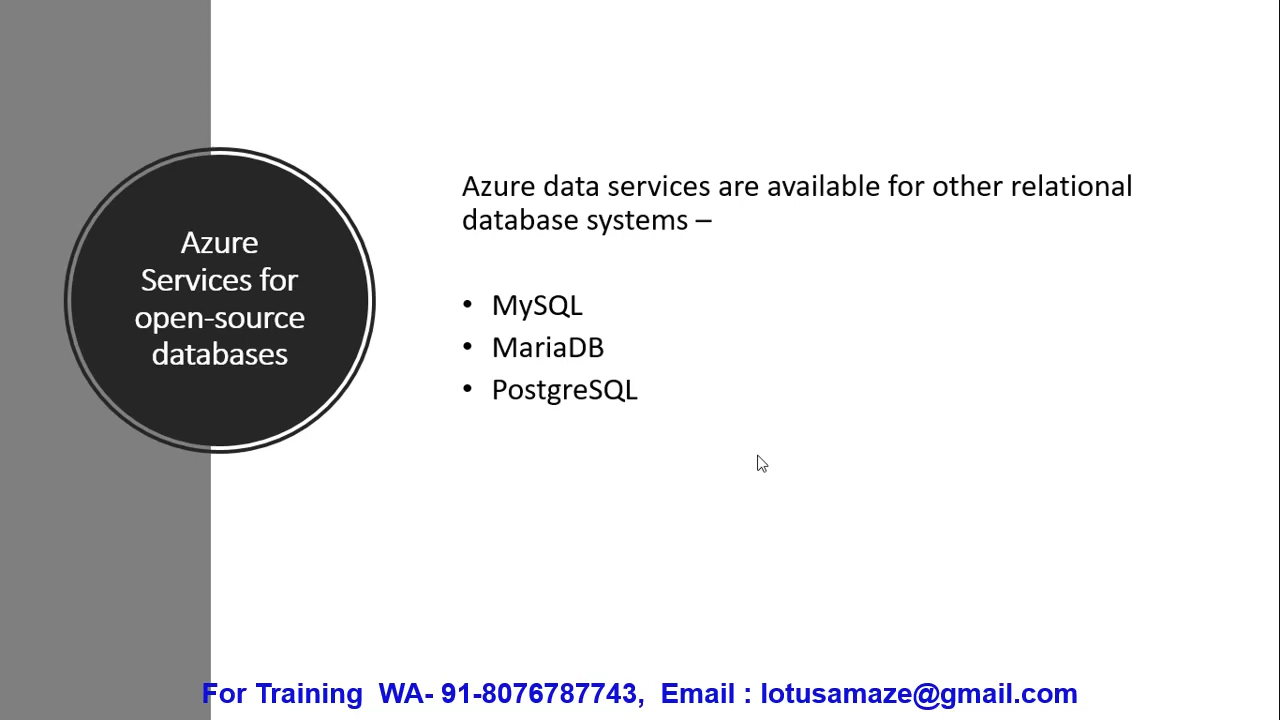 Azure
Services for
open-source
databases
Azure data services are available for other relational
database systems –
• MySQL
• MariaDB
• PostgreSQL
For Training  WA- 91-8076787743,  Email : lotusamaze@gmail.com